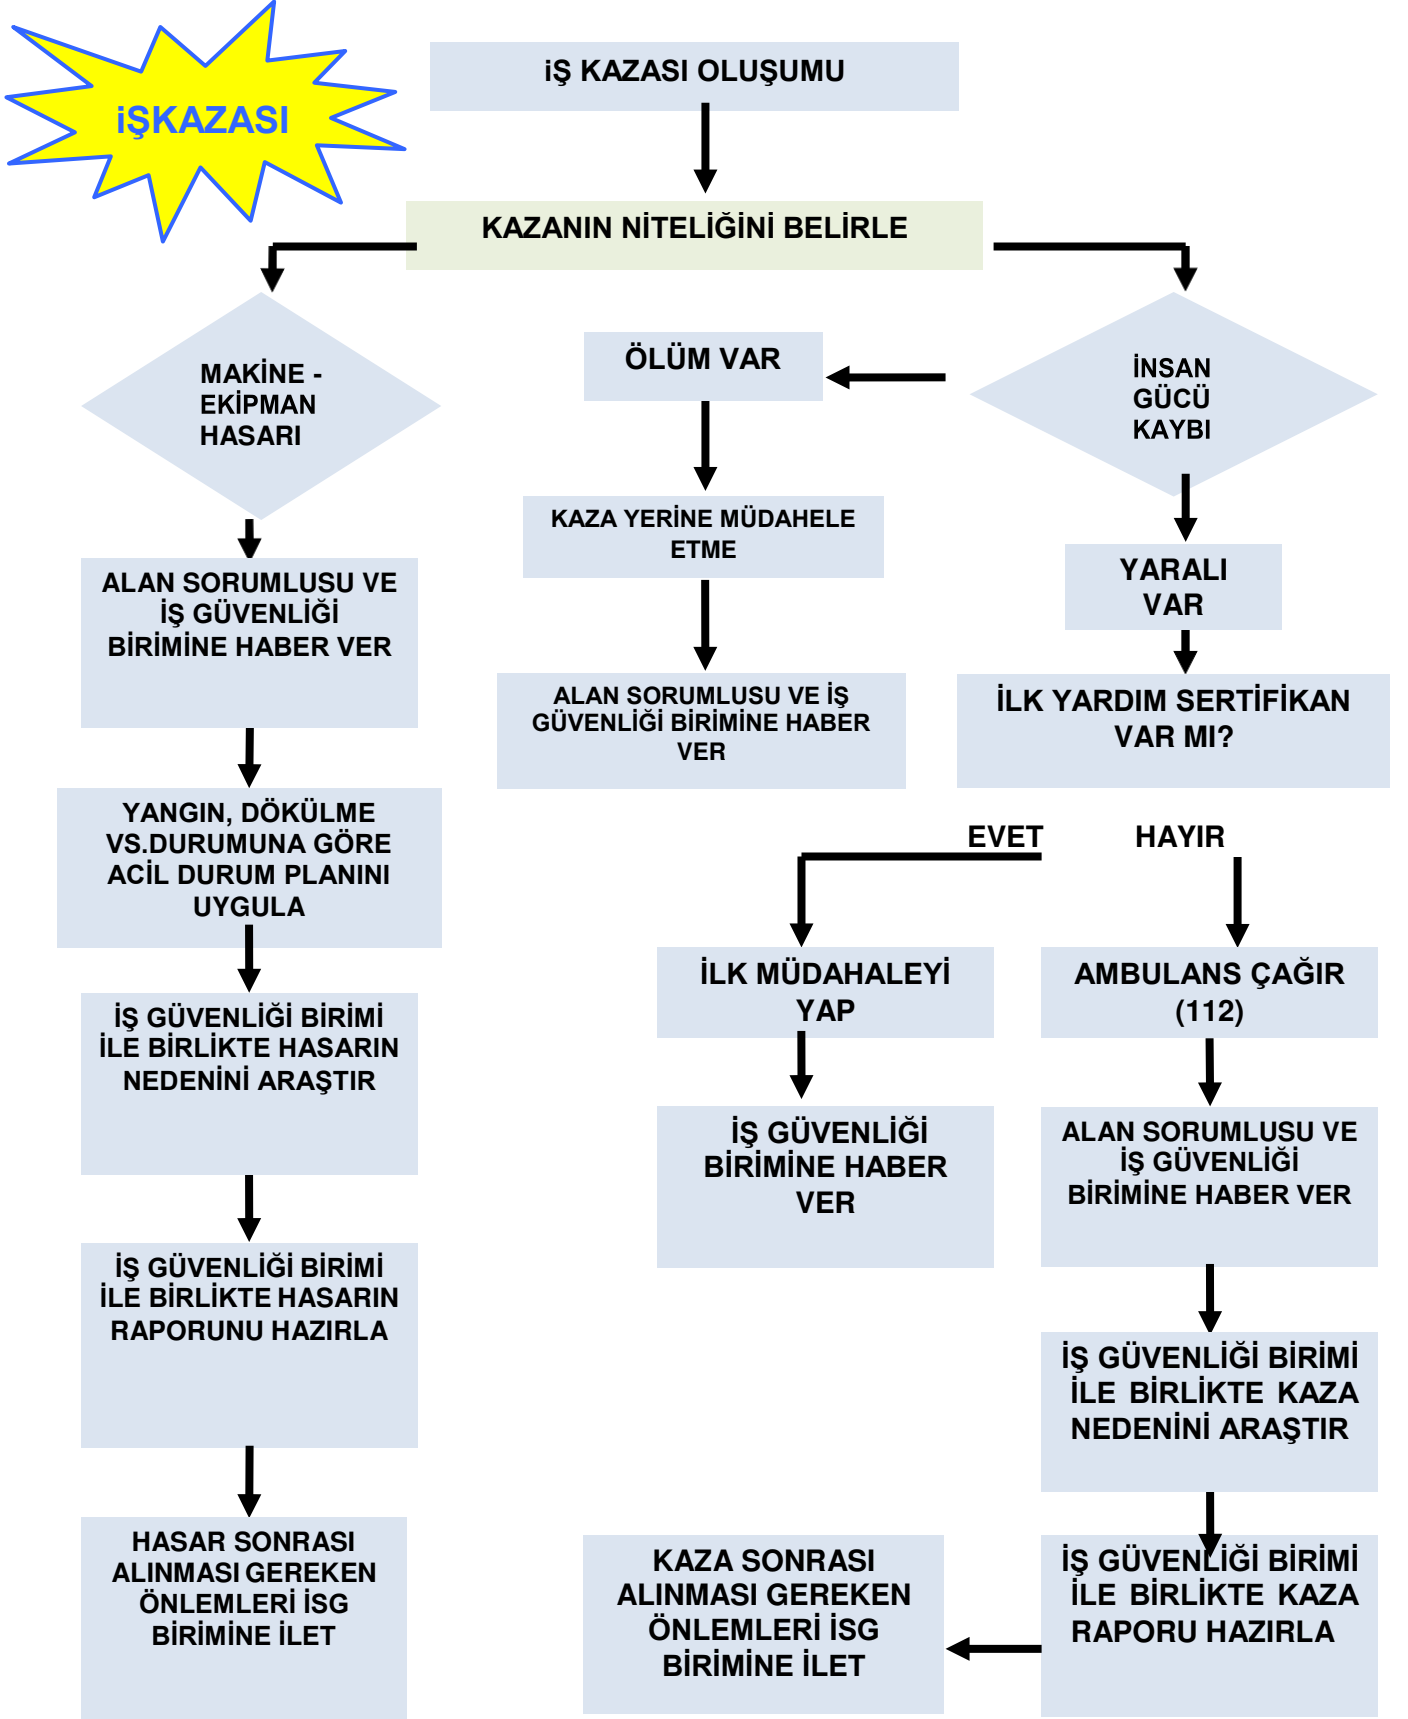 iŞKAZASI
iŞ KAZASI OLUŞUMU
KAZANIN NİTELİĞİNİ BELİRLE
MAKİNE -
EKİPMAN
HASARI
ÖLÜM VAR
İNSAN
GÜCÜ
KAYBI
KAZA YERİNE MÜDAHELE
ETME
YARALI
VAR
ALAN SORUMLUSU VE
İŞ GÜVENLİĞİ
BİRİMİNE HABER VER
ALAN SORUMLUSU VE İŞ
GÜVENLİĞİ BİRİMİNE HABER
VER
İLK YARDIM SERTİFİKAN
VAR MI?
YANGIN, DÖKÜLME
VS.DURUMUNA GÖRE
ACİL DURUM PLANINI
UYGULA
EVET
HAYIR
İLK MÜDAHALEYİ
YAP
AMBULANS ÇAĞIR
(112)
İŞ GÜVENLİĞİ BİRİMİ
İLE BİRLİKTE HASARIN
NEDENİNİ ARAŞTIR
İŞ GÜVENLİĞİ
BİRİMİNE HABER
VER
ALAN SORUMLUSU VE
İŞ GÜVENLİĞİ
BİRİMİNE HABER VER
İŞ GÜVENLİĞİ BİRİMİ
İLE BİRLİKTE HASARIN
RAPORUNU HAZIRLA
İŞ GÜVENLİĞİ BİRİMİ
İLE BİRLİKTE KAZA
NEDENİNİ ARAŞTIR
HASAR SONRASI
ALINMASI GEREKEN
ÖNLEMLERİ İSG
BİRİMİNE İLET
KAZA SONRASI
ALINMASI GEREKEN
ÖNLEMLERİ İSG
BİRİMİNE İLET
İŞ GÜVENLİĞİ BİRİMİ
İLE BİRLİKTE KAZA
RAPORU HAZIRLA